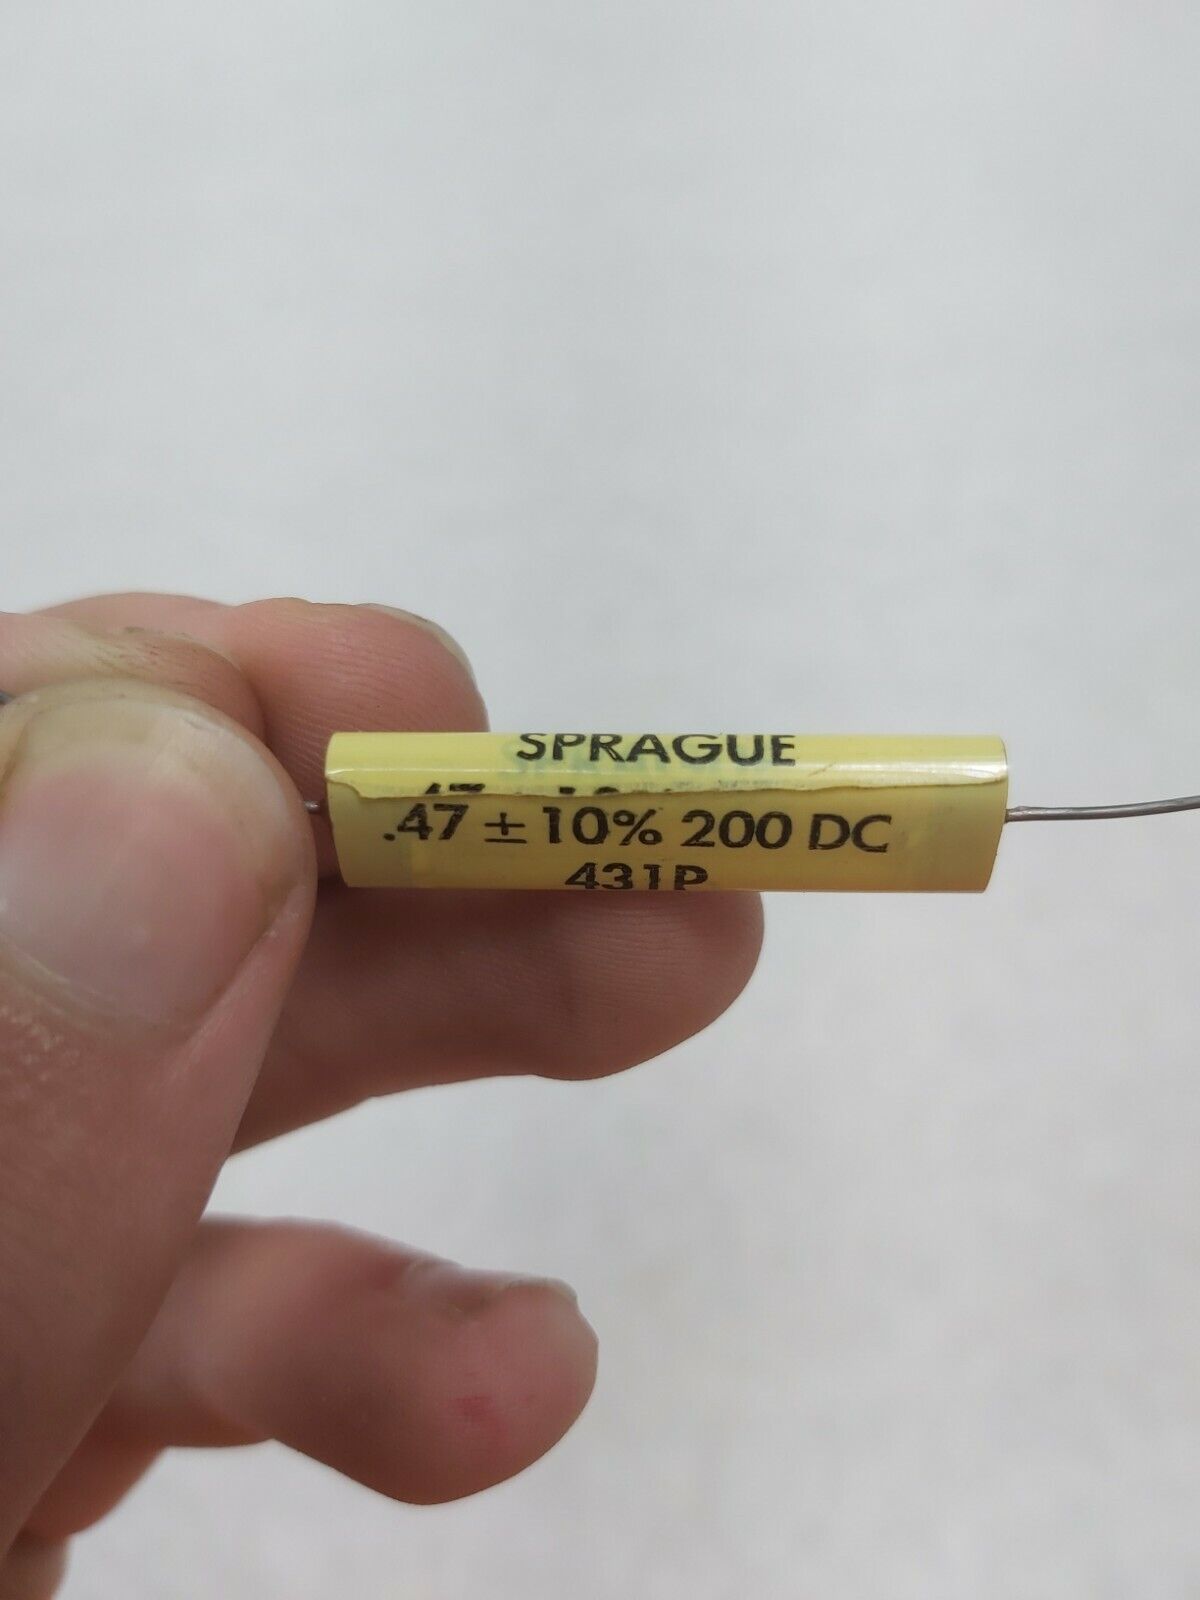 SPRAGUE
.47 ± 10% 200 DC
431P